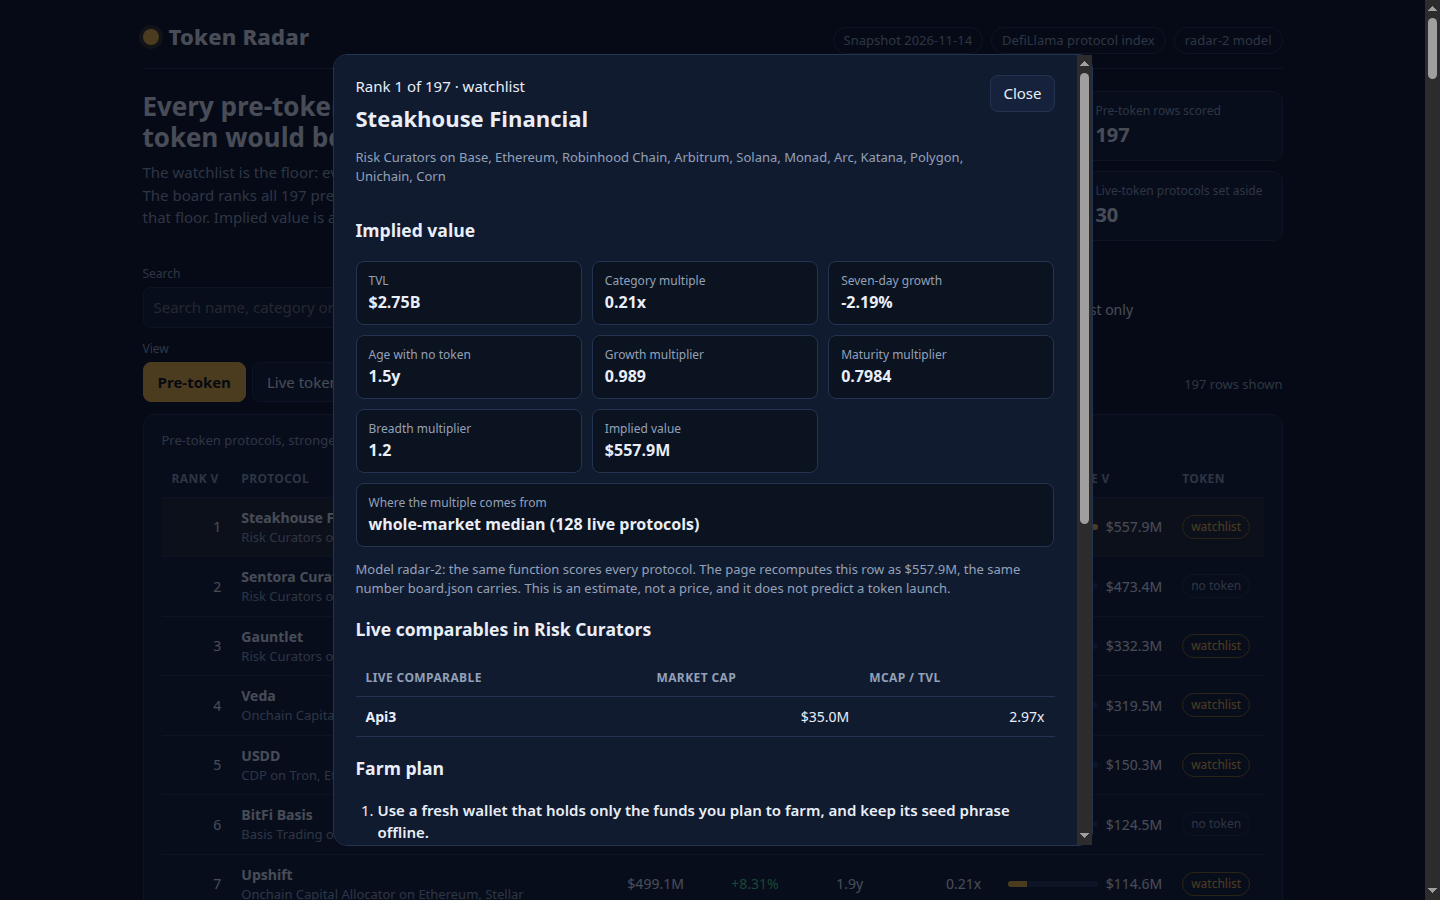 Token Radar
Snapshot 2026-11-14
DefiLlama protocol index
radar-2 model
Every pre-toke
token would be
The watchlist is the floor: ev
The board ranks all 197 pre
that floor. Implied value is a
Pre-token rows scored
197
Live-token protocols set aside
30
Search
Search name, category or
st only
View
Pre-token
Live token
197 rows shown
Pre-token protocols, stronge
RANK V
PROTOCOL
E V
TOKEN
1
Steakhouse F
Risk Curators o
$557.9M
watchlist
2
Sentora Cura
Risk Curators o
$473.4M
no token
3
Gauntlet
Risk Curators o
$332.3M
watchlist
4
Veda
Onchain Capita
$319.5M
watchlist
5
USDD
CDP on Tron, E
$150.3M
watchlist
6
BitFi Basis
Basis Trading o
$124.5M
no token
7
Upshift
Onchain Capital Allocator on Ethereum, Stellar
$499.1M
+8.31%
1.9y
0.21x
$114.6M
watchlist
Rank 1 of 197 · watchlist
Close
Steakhouse Financial
Risk Curators on Base, Ethereum, Robinhood Chain, Arbitrum, Solana, Monad, Arc, Katana, Polygon,
Unichain, Corn
Implied value
TVL
$2.75B
Category multiple
0.21x
Seven-day growth
-2.19%
Age with no token
1.5y
Growth multiplier
0.989
Maturity multiplier
0.7984
Breadth multiplier
1.2
Implied value
$557.9M
Where the multiple comes from
whole-market median (128 live protocols)
Model radar-2: the same function scores every protocol. The page recomputes this row as $557.9M, the same
number board.json carries. This is an estimate, not a price, and it does not predict a token launch.
Live comparables in Risk Curators
LIVE COMPARABLE
MARKET CAP
MCAP / TVL
Api3
$35.0M
2.97x
Farm plan
1. Use a fresh wallet that holds only the funds you plan to farm, and keep its seed phrase
offline.